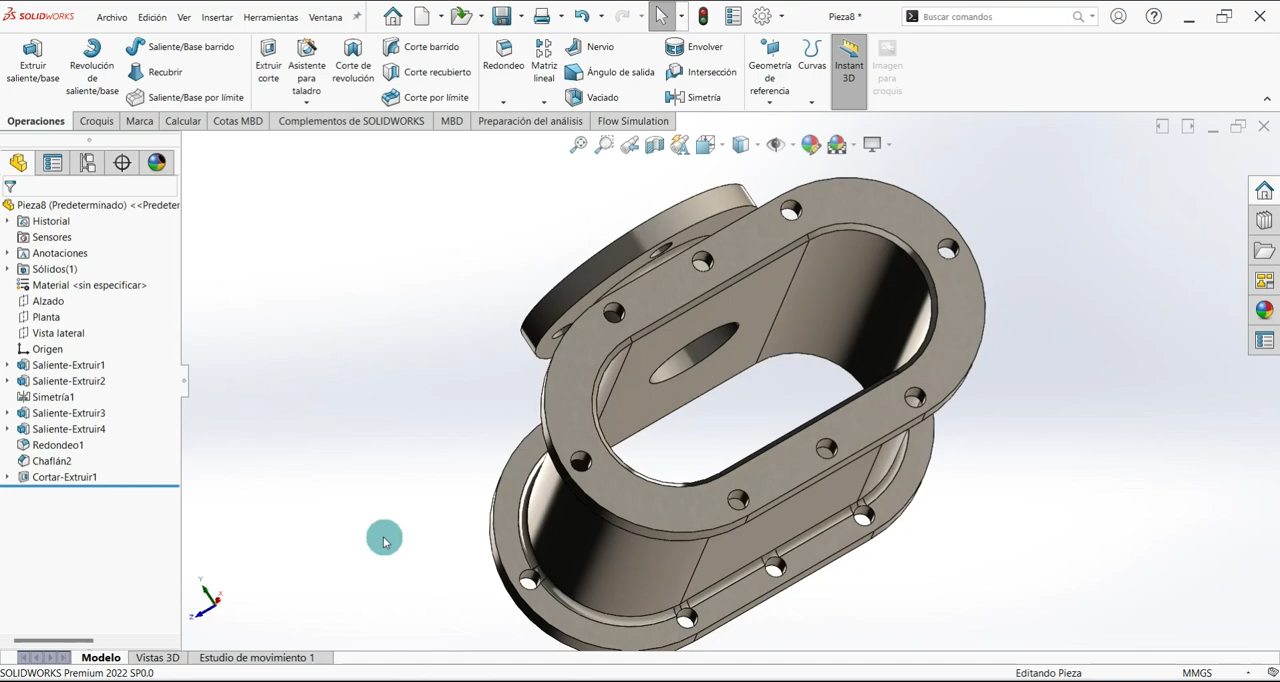 SOLIDWORKS
Archivo Edición Ver Insertar Herramientas Ventana
Pieza8 *
Buscar comandos
Extruir saliente/base
Revolución de saliente/base
Saliente/Base barrido
Recubrir
Saliente/Base por límite
Extruir corte
Asistente para taladro
Corte de revolución
Corte barrido
Corte recubierto
Corte por límite
Redondeo
Matriz lineal
Nervio
Ángulo de salida
Vaciado
Envolver
Intersección
Simetría
Geometría de referencia
Curvas
Instant 3D
Imagen para croquis
Operaciones Croquis Marca Calcular Cotas MBD Complementos de SOLIDWORKS MBD Preparación del análisis Flow Simulation
Pieza8 (Predeterminado) <<Predeter
Historial
Sensores
Anotaciones
Sólidos(1)
Material <sin especificar>
Alzado
Planta
Vista lateral
Origen
Saliente-Extruir1
Saliente-Extruir2
Simetría1
Saliente-Extruir3
Saliente-Extruir4
Redondeo1
Chaflán2
Cortar-Extruir1
Y
X
Z
Modelo Vistas 3D Estudio de movimiento 1
SOLIDWORKS Premium 2022 SP0.0
Editando Pieza
MMGS